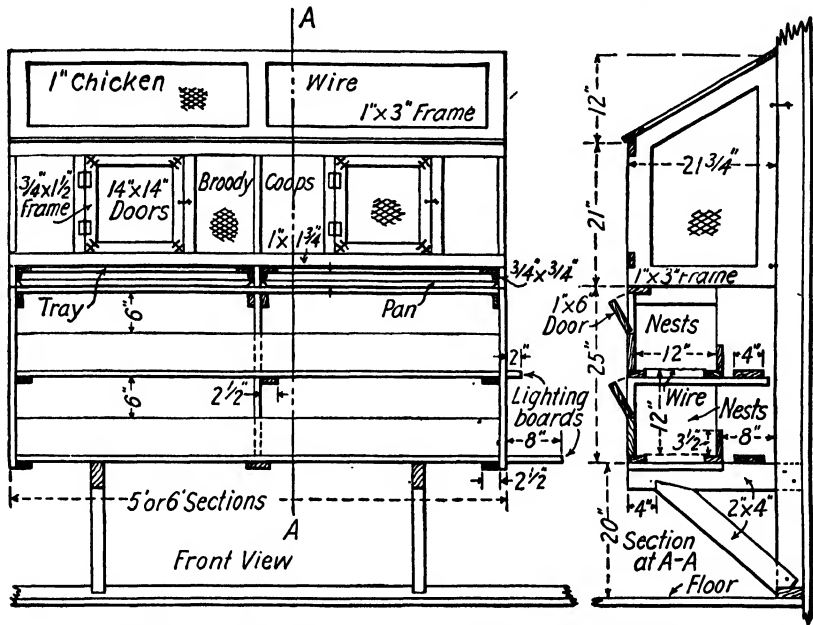 A
1" Chicken
Wire
1"x3" Frame
3/4"x1 1/2"
Frame
14"x14"
Doors
Broody
Coops
1"x 1 3/4"
3/4"x3/4"
Tray
Pan
6"
6"
2 1/2"
2"
Lighting
boards
8"
2 1/2"
5' or 6' Sections
A
Front View
12"
21 3/4"
21"
1"x3" Frame
1"x6"
Door
Nests
12"
4"
25"
Wire
Nests
12"
3 1/2"
8"
4"
2"x4"
20"
Section
at A-A
Floor